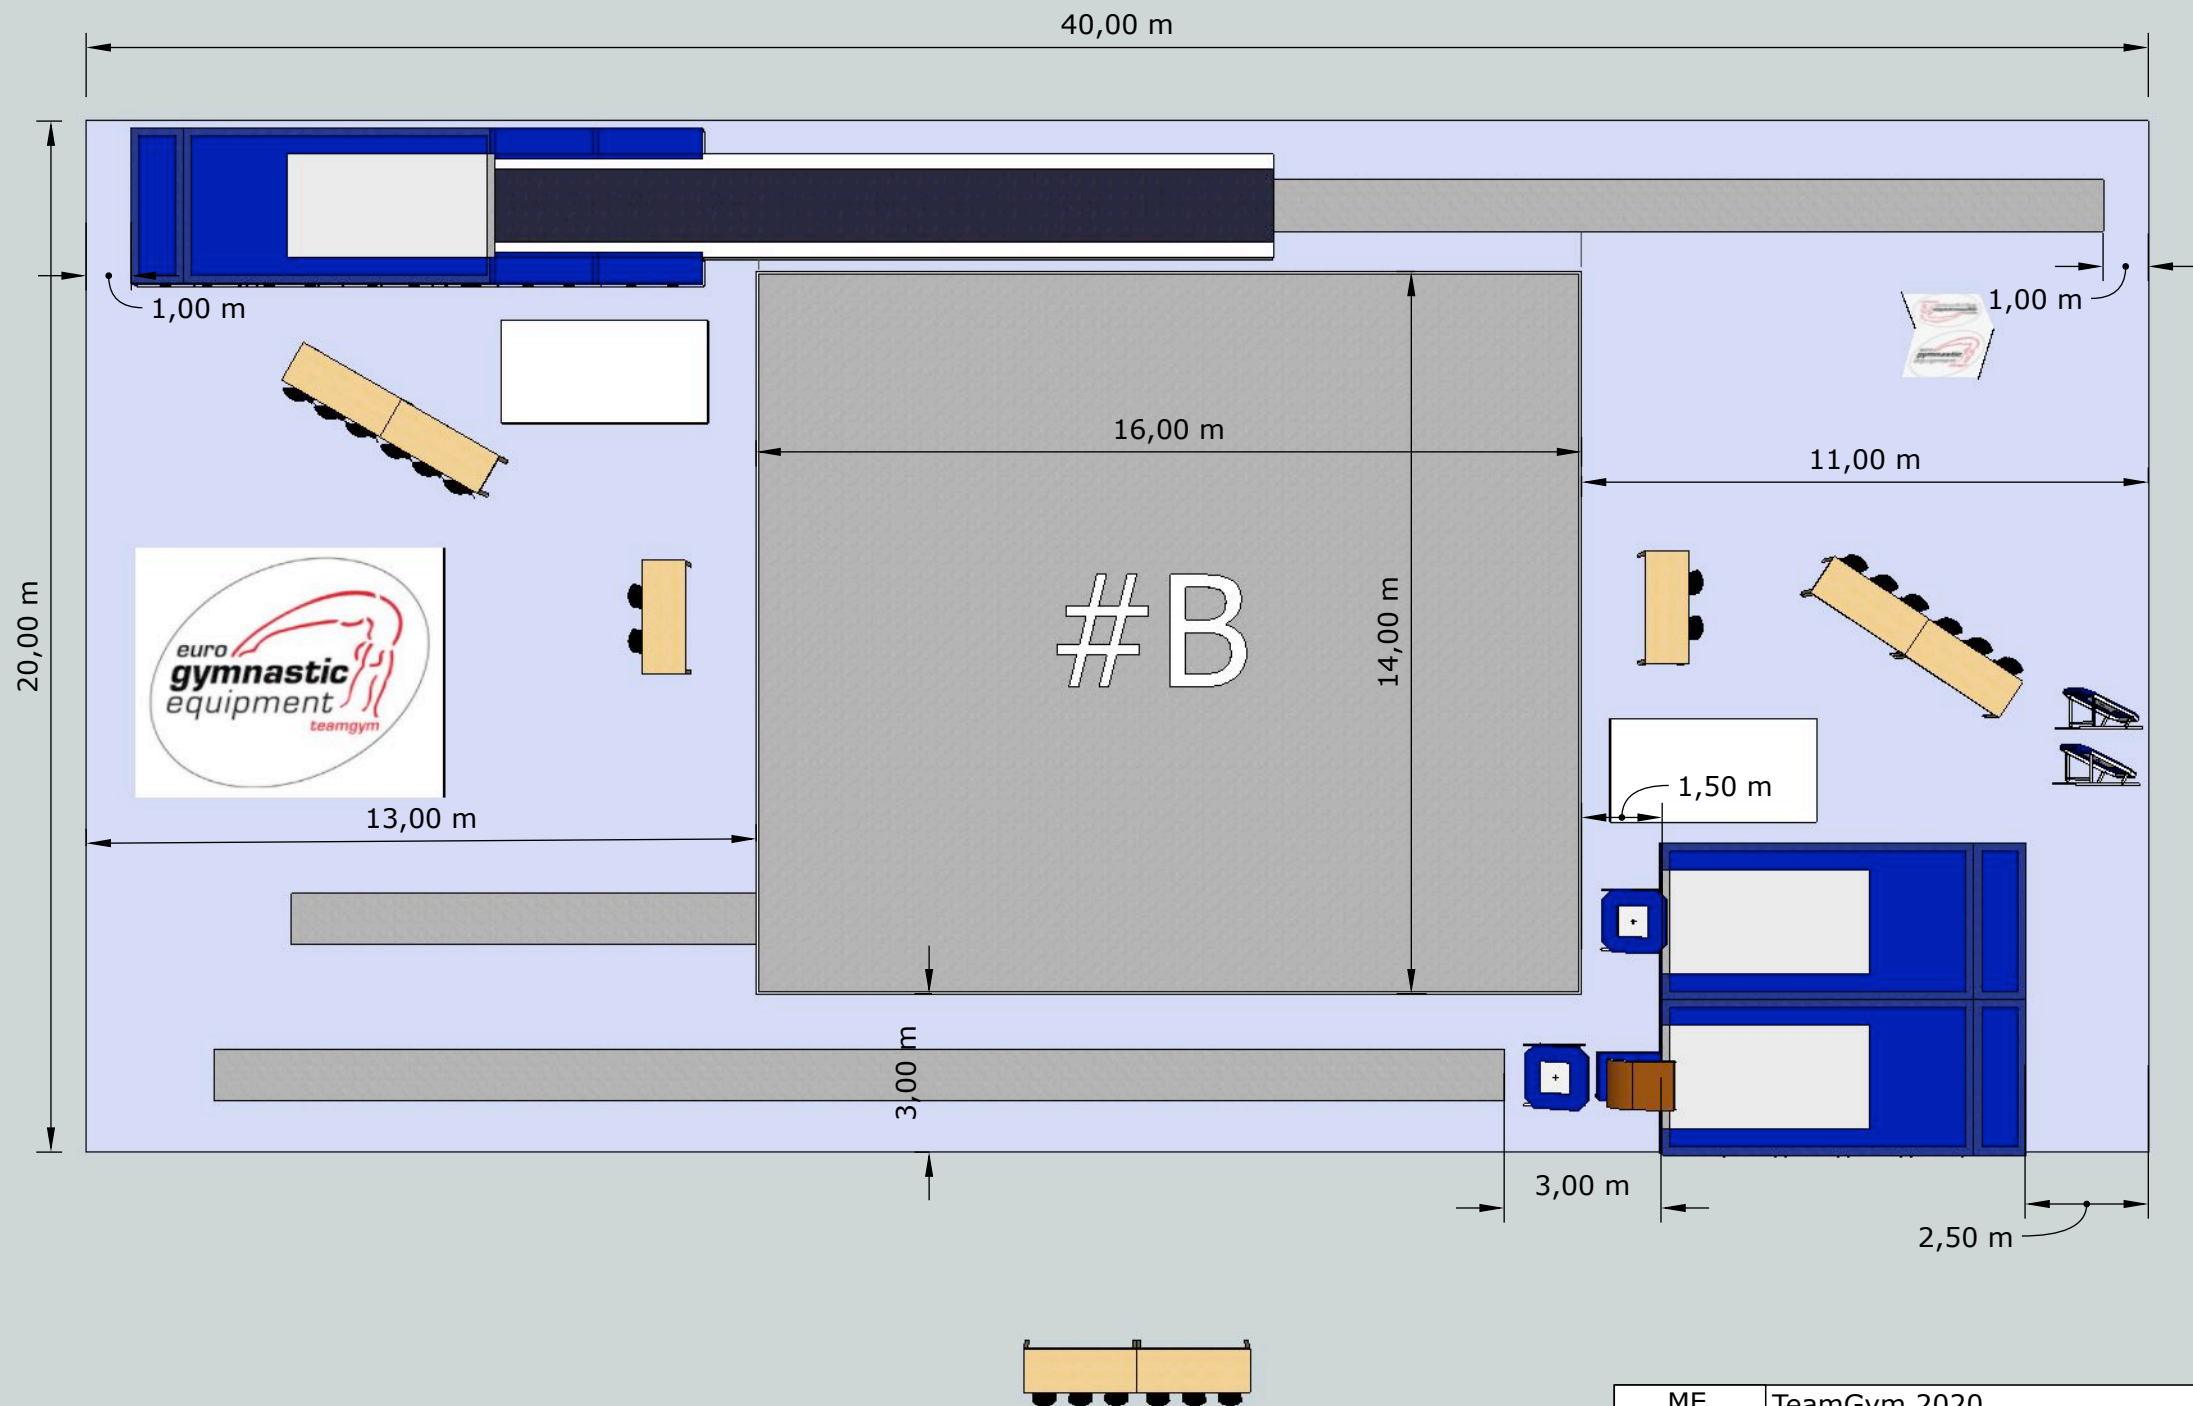 40,00 m
1,00 m
1,00 m
gymnastic
16,00 m
11,00 m
20,00 m
#B
14,00 m
euro
gymnastic
equipment
teamgym
1,50 m
13,00 m
3,00 m
3,00 m
2,50 m
TeamGym 2020